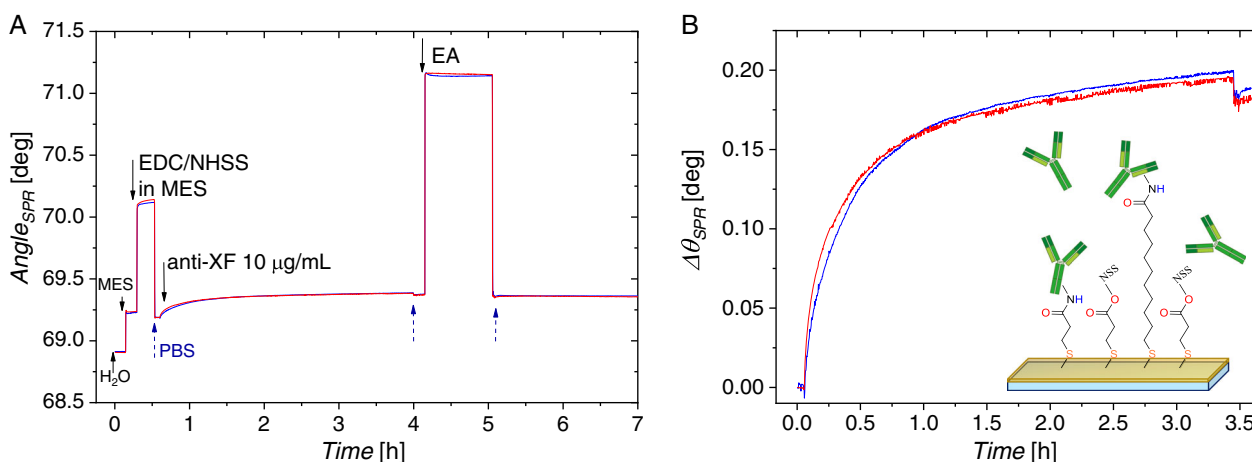 A
71.5
71.0
70.5
70.0
69.5
69.0
68.5
Angle_SPR [deg]
EA
EDC/NHSS
in MES
anti-XF 10 μg/mL
MES
PBS
H₂O
0 1 2 3 4 5 6 7
Time [h]
B
0.20
0.15
0.10
0.05
0.00
Δθ_SPR [deg]
NH
O
NSS
NSS
NH
O
O
O
O
O
S S S S
0.0 0.5 1.0 1.5 2.0 2.5 3.0 3.5
Time [h]